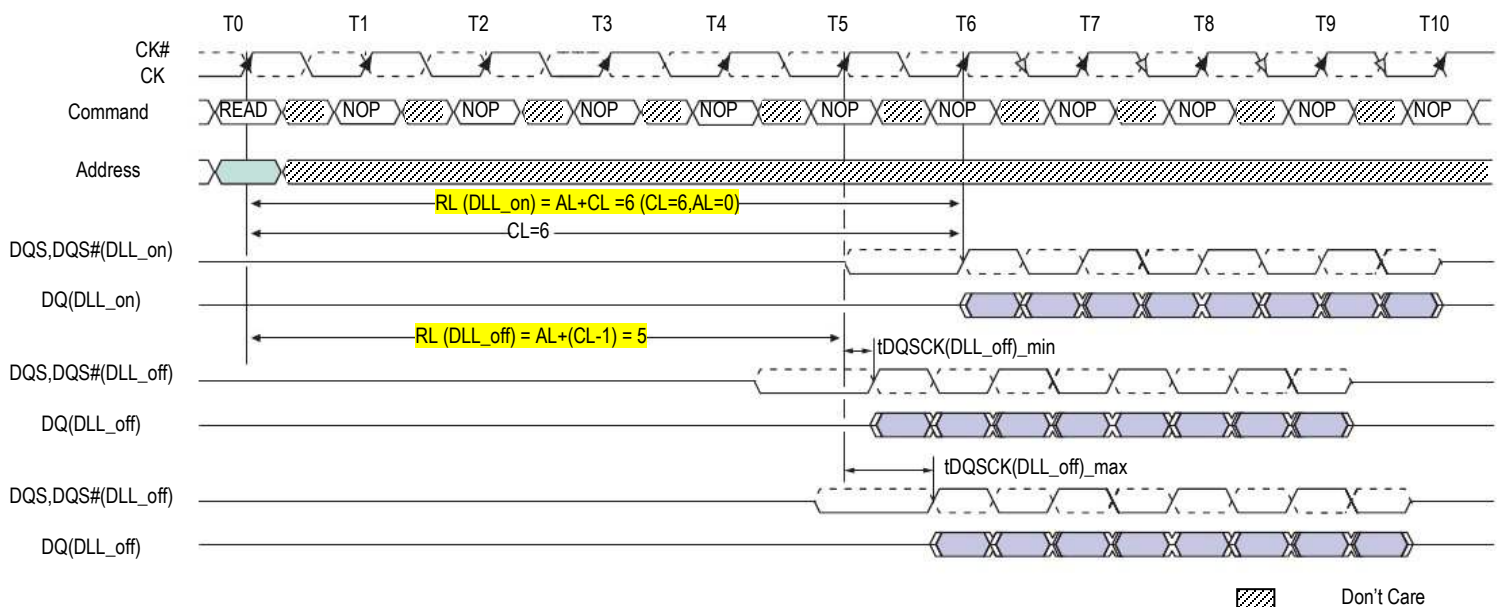 T0 T1 T2 T3 T4 T5 T6 T7 T8 T9 T10
CK#
CK
Command READ NOP NOP NOP NOP NOP NOP NOP NOP NOP NOP
Address
RL (DLL_on) = AL+CL =6 (CL=6,AL=0)
CL=6
DQS,DQS#(DLL_on)
DQ(DLL_on)
RL (DLL_off) = AL+(CL-1) = 5
tDQSCK(DLL_off)_min
DQS,DQS#(DLL_off)
DQ(DLL_off)
tDQSCK(DLL_off)_max
DQS,DQS#(DLL_off)
DQ(DLL_off)
Don't Care